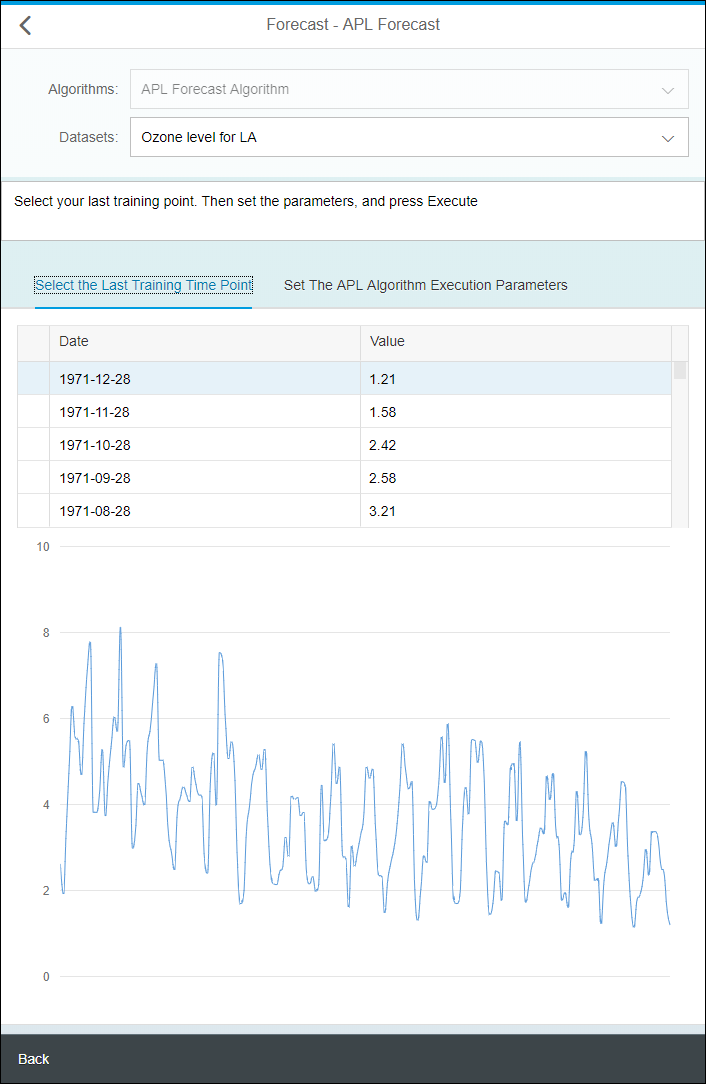 Forecast - APL Forecast
Algorithms: APL Forecast Algorithm
Datasets: Ozone level for LA
Select your last training point. Then set the parameters, and press Execute
Select the Last Training Time Point Set The APL Algorithm Execution Parameters
Date Value
1971-12-28 1.21
1971-11-28 1.58
1971-10-28 2.42
1971-09-28 2.58
1971-08-28 3.21
10
8
6
4
2
0
Back